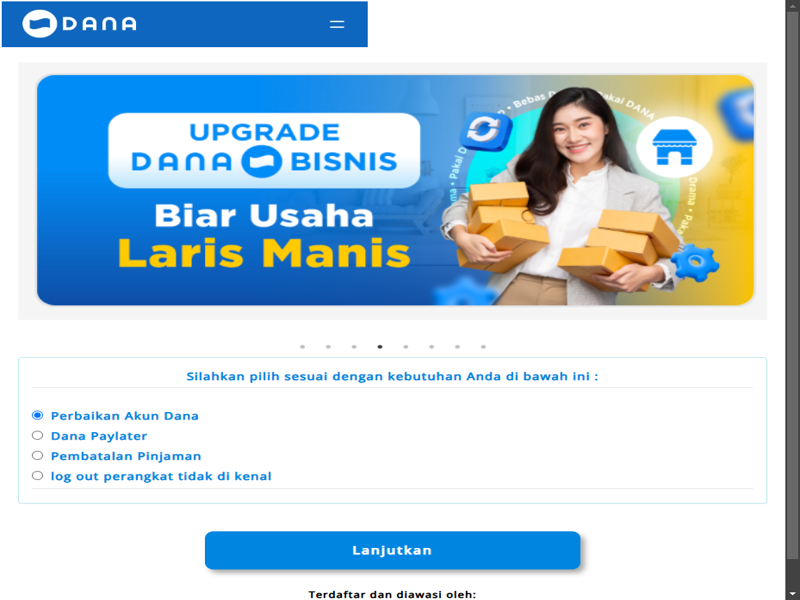 DANA
UPGRADE
DANA BISNIS
Biar Usaha
Laris Manis
Bebas
Pakai DANA
Drama • Paka
Silahkan pilih sesuai dengan kebutuhan Anda di bawah ini :
Perbaikan Akun Dana
Dana Paylater
Pembatalan Pinjaman
log out perangkat tidak di kenal
Lanjutkan
Terdaftar dan diawasi oleh: